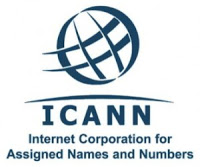 ICANN
Internet Corporation for
Assigned Names and Numbers